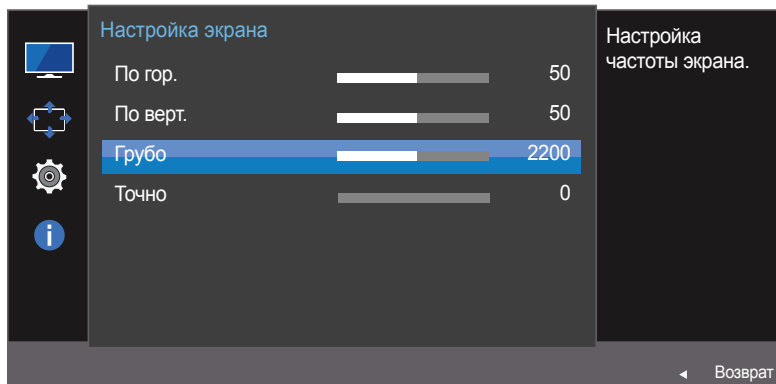 Настройка экрана
По гор. 50
По верт. 50
Грубо 2200
Точно 0
Настройка
частоты экрана.
Возврат